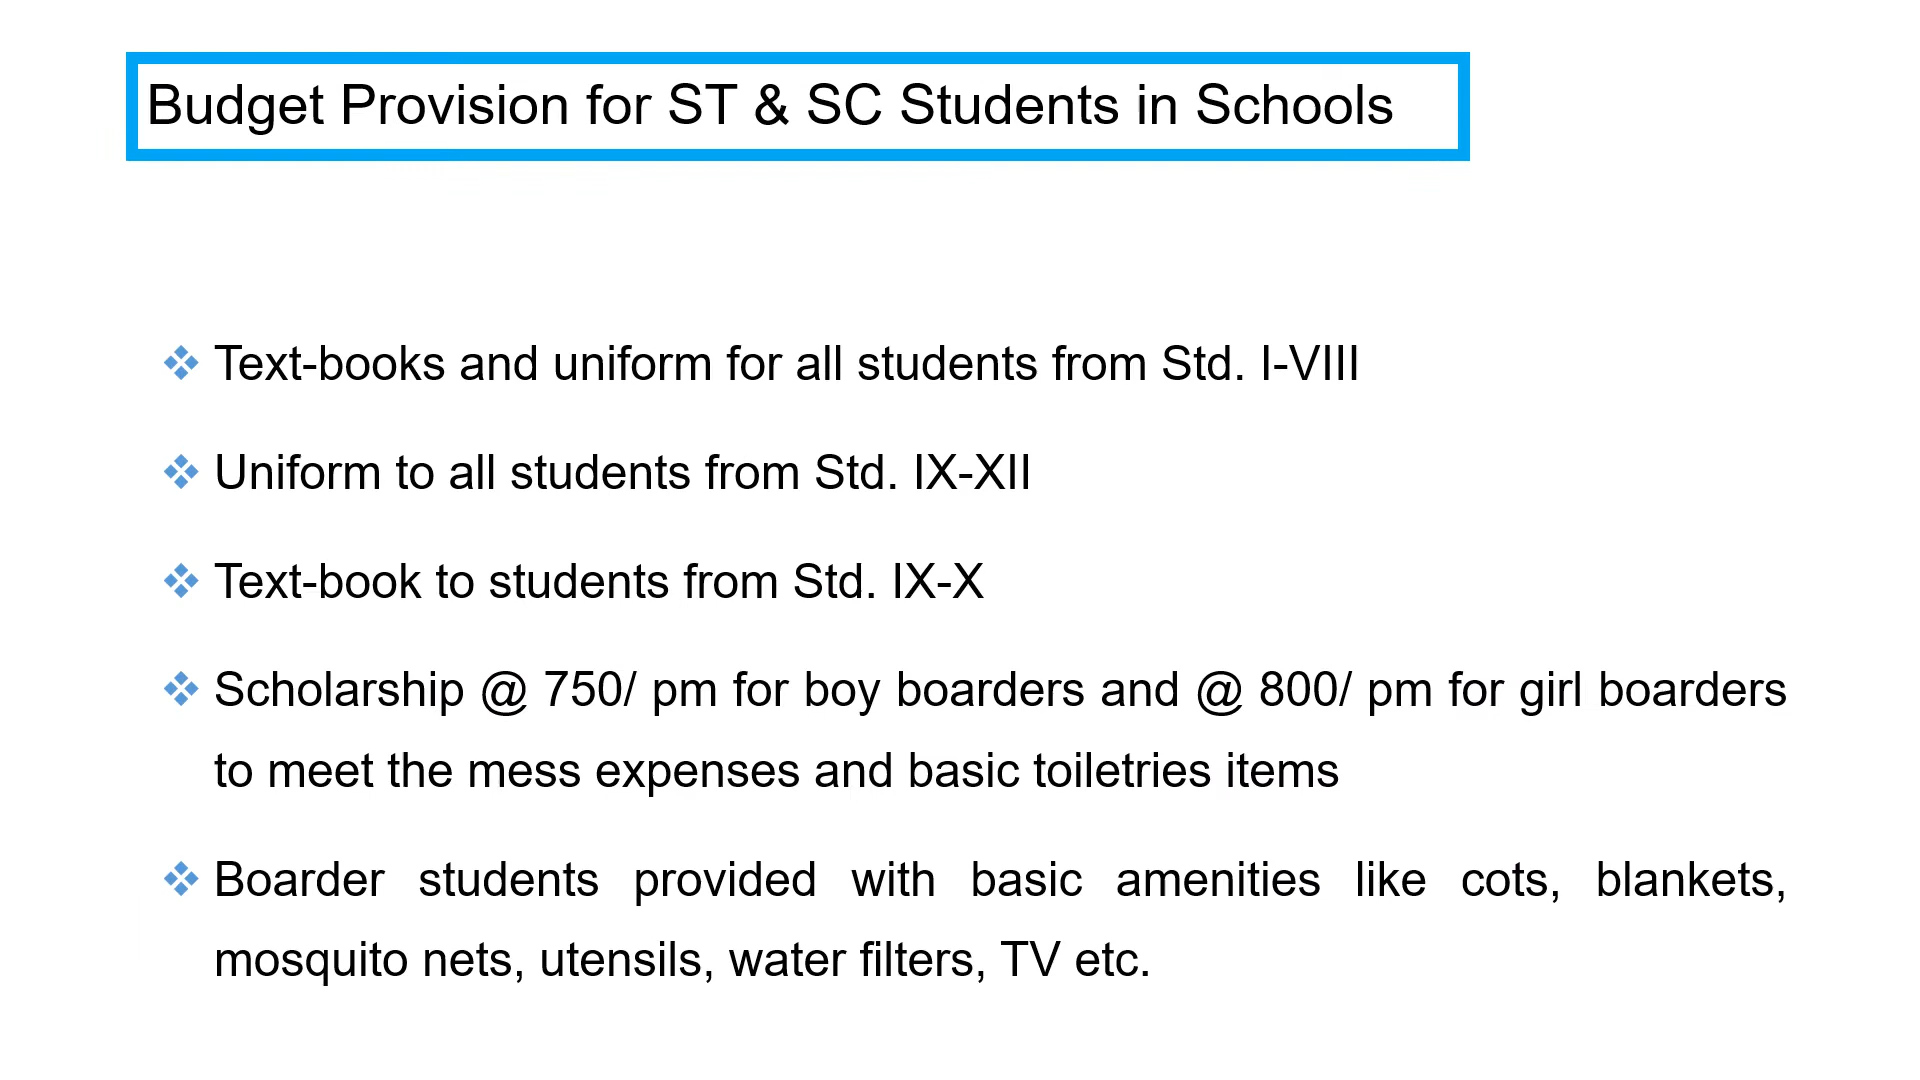 Budget Provision for ST & SC Students in Schools
❖ Text-books and uniform for all students from Std. I-VIII
❖ Uniform to all students from Std. IX-XII
❖ Text-book to students from Std. IX-X
❖ Scholarship @ 750/ pm for boy boarders and @ 800/ pm for girl boarders
to meet the mess expenses and basic toiletries items
❖ Boarder students provided with basic amenities like cots, blankets,
mosquito nets, utensils, water filters, TV etc.